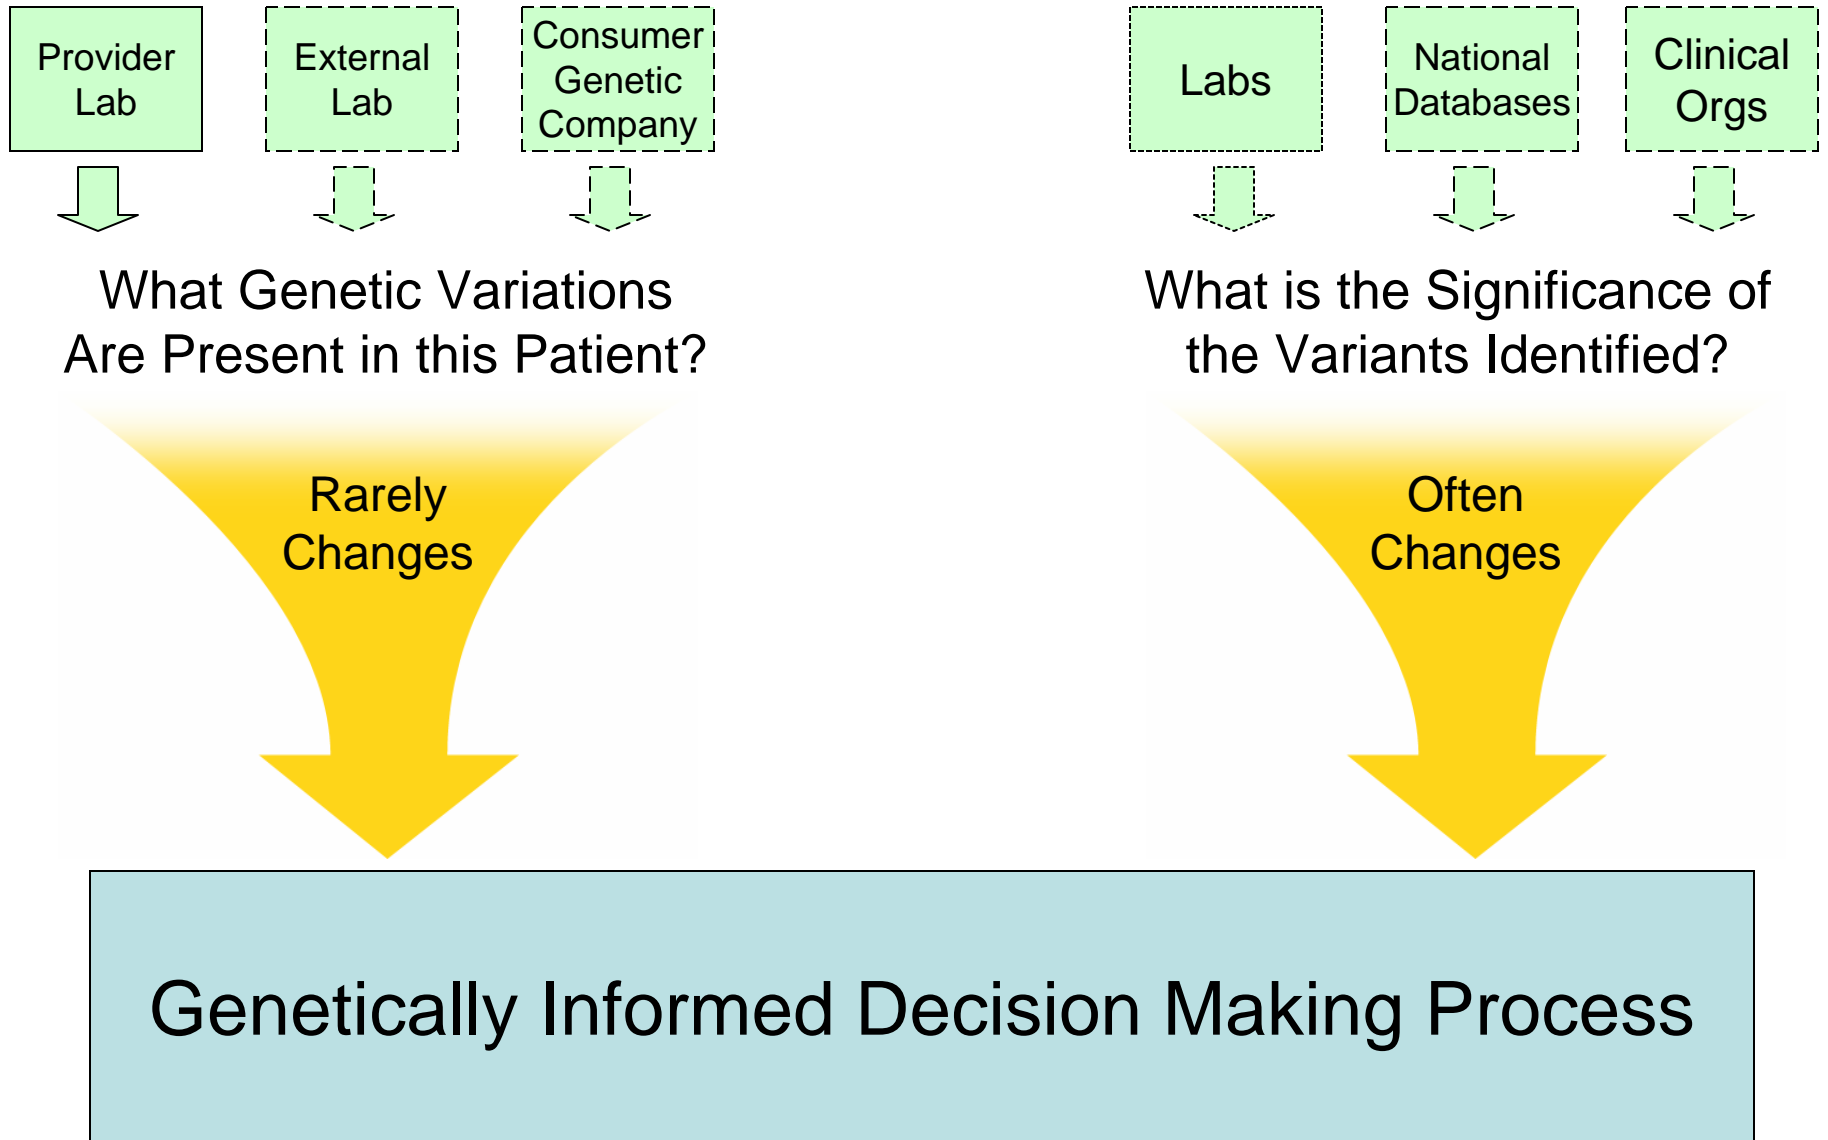 Provider
Lab
External
Lab
Consumer
Genetic
Company
Labs
National
Databases
Clinical
Orgs
What Genetic Variations
Are Present in this Patient?
What is the Significance of
the Variants Identified?
Rarely
Changes
Often
Changes
Genetically Informed Decision Making Process